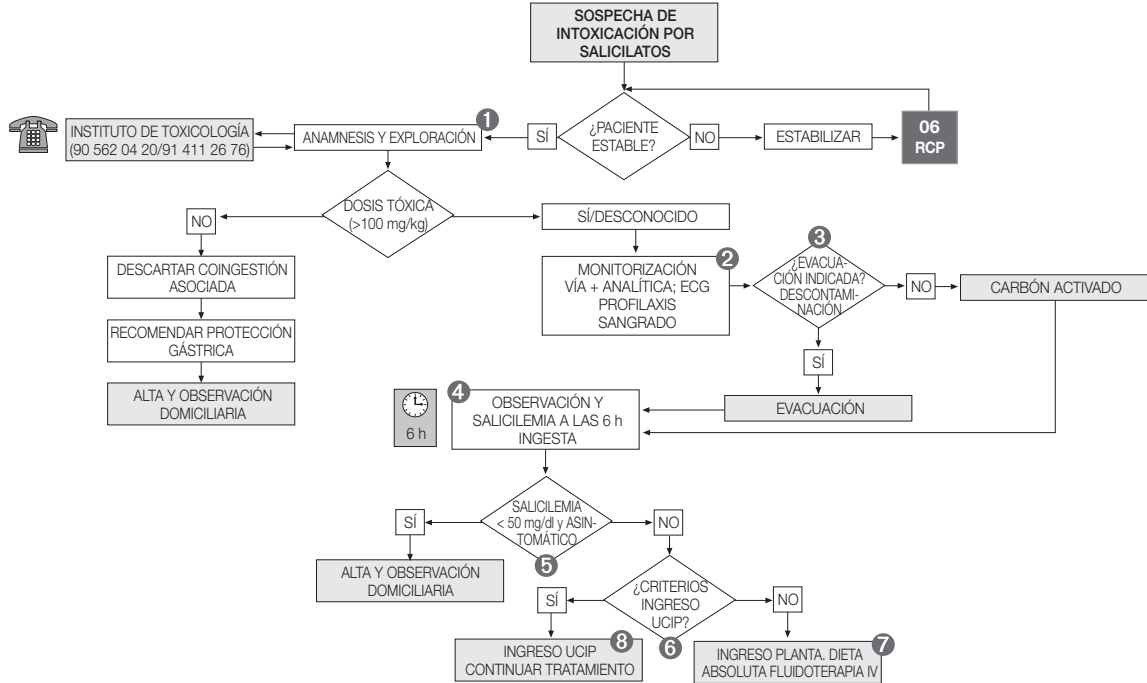 SOSPECHA DE
INTOXICACIÓN POR
SALICILATOS
INSTITUTO DE TOXICOLOGÍA
(90 562 04 20/91 411 26 76)
1
ANAMNESIS Y EXPLORACIÓN
SÍ
¿PACIENTE
ESTABLE?
NO
ESTABILIZAR
06
RCP
DOSIS TÓXICA
(>100 mg/kg)
NO
SÍ/DESCONOCIDO
DESCARTAR COINGESTIÓN
ASOCIADA
RECOMENDAR PROTECCIÓN
GÁSTRICA
ALTA Y OBSERVACIÓN
DOMICILIARIA
2
MONITORIZACIÓN
VÍA + ANALÍTICA; ECG
PROFILAXIS
SANGRADO
3
¿EVACUA-
CIÓN INDICADA?
DESCONTAMI-
NACIÓN
NO
CARBÓN ACTIVADO
SÍ
EVACUACIÓN
4
6 h
OBSERVACIÓN Y
SALICILEMIA A LAS 6 h
INGESTA
SALICILEMIA
< 50 mg/dl y ASIN-
TOMÁTICO
5
SÍ
NO
ALTA Y OBSERVACIÓN
DOMICILIARIA
¿CRITERIOS
INGRESO
UCIP?
6
SÍ
NO
8
INGRESO UCIP
CONTINUAR TRATAMIENTO
7
INGRESO PLANTA. DIETA
ABSOLUTA FLUIDOTERAPIA IV